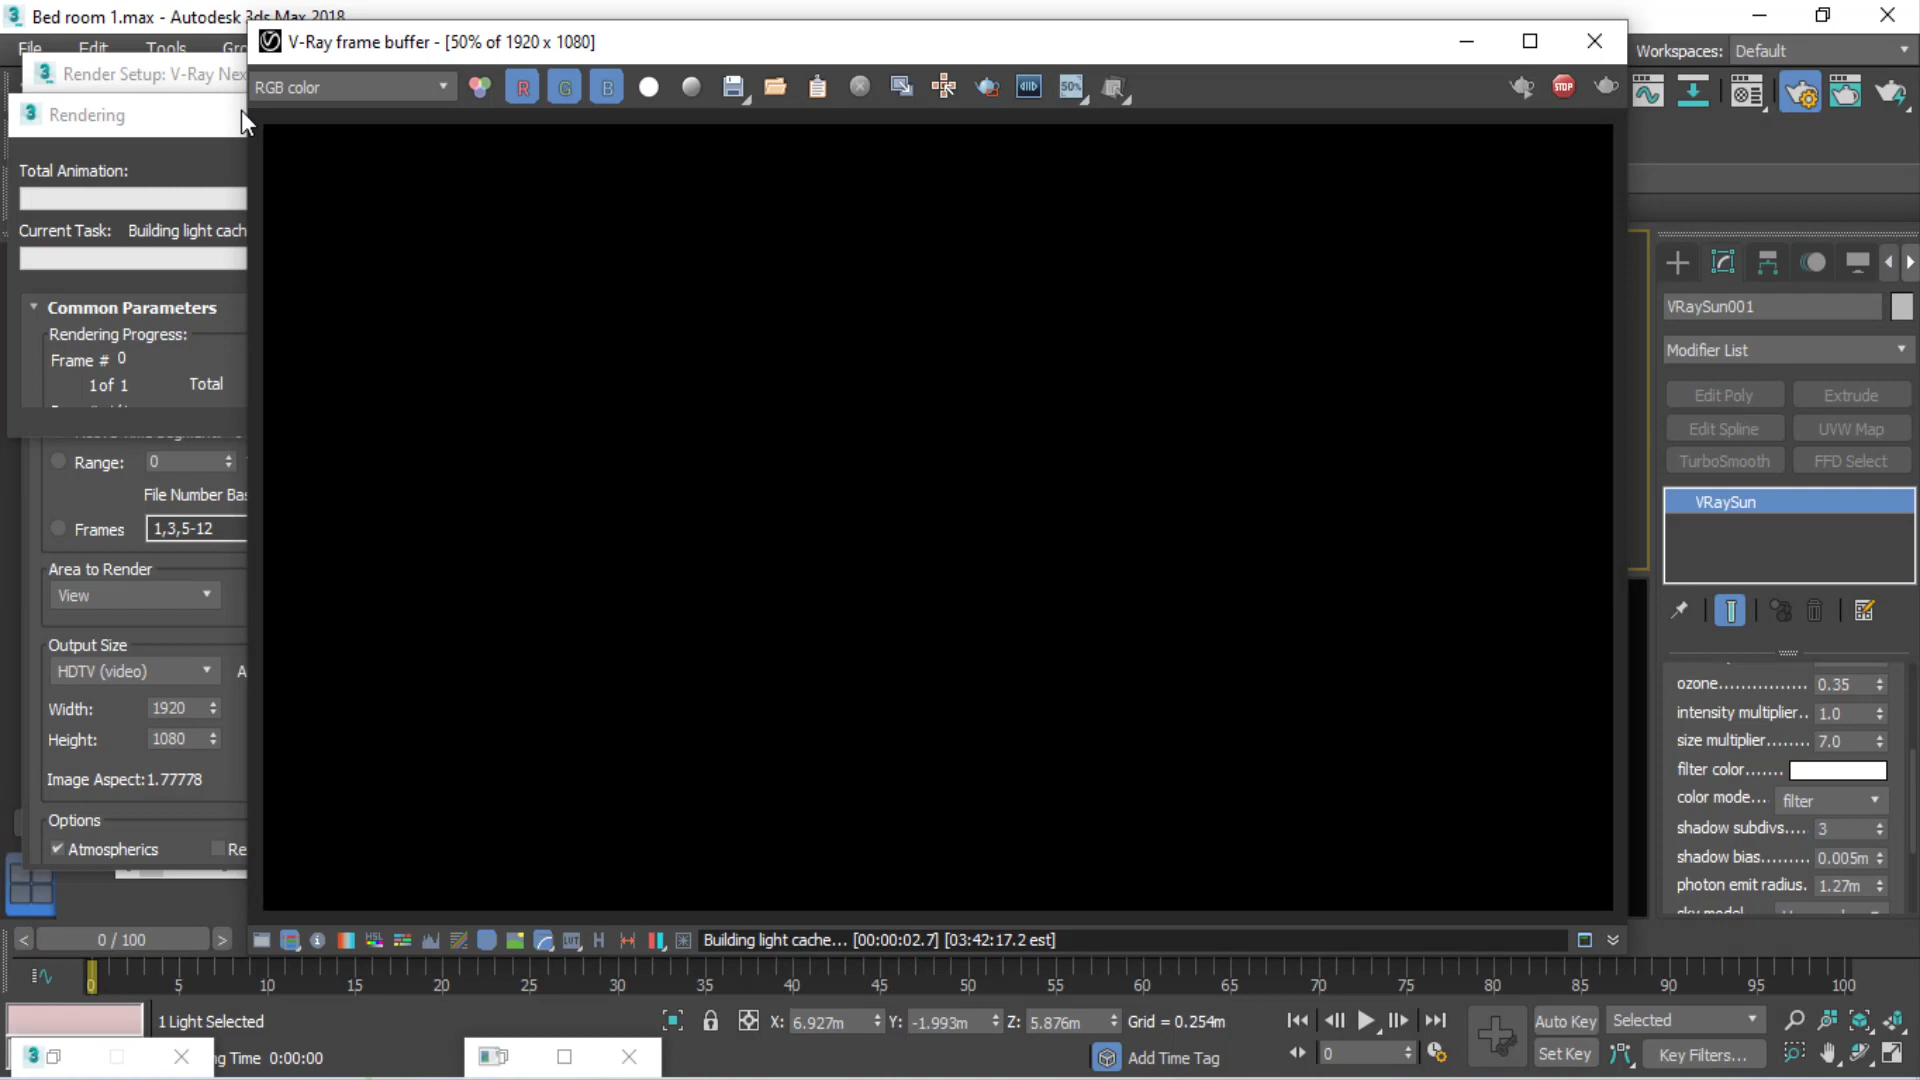 Bed room 1.max - Autodesk 3ds Max 2018
File
Edit
Tools
Gro
Workspaces:
Default
V-Ray frame buffer - [50% of 1920 x 1080]
Render Setup: V-Ray Nex
RGB color
R
G
B
50%
STOP
Rendering
Total Animation:
Current Task:
Building light cach
Common Parameters
Rendering Progress:
Frame #
0
1 of 1
Total
Range:
0
File Number Bas
Frames
1,3,5-12
Area to Render
View
Output Size
HDTV (video)
A
Width:
1920
Height:
1080
Image Aspect:1.77778
Options
Atmospherics
Re
VRaySun001
Modifier List
Edit Poly
Extrude
Edit Spline
UVW Map
TurboSmooth
FFD Select
VRaySun
ozone...............
0.35
intensity multiplier..
1.0
size multiplier.......
7.0
filter color......
color mode...
filter
shadow subdivs....
3
shadow bias.........
0.005m
photon emit radius.
1.27m
HSL
LUT
H
Building light cache... [00:00:02.7] [03:42:17.2 est]
< 0 / 100 >
0
5
10
15
20
25
30
35
40
45
50
55
60
65
70
75
80
85
90
95
100
1 Light Selected
X:
6.927m
Y:
-1.993m
Z:
5.876m
Grid = 0.254m
Auto Key
Selected
ng Time 0:00:00
Add Time Tag
0
Set Key
Key Filters...